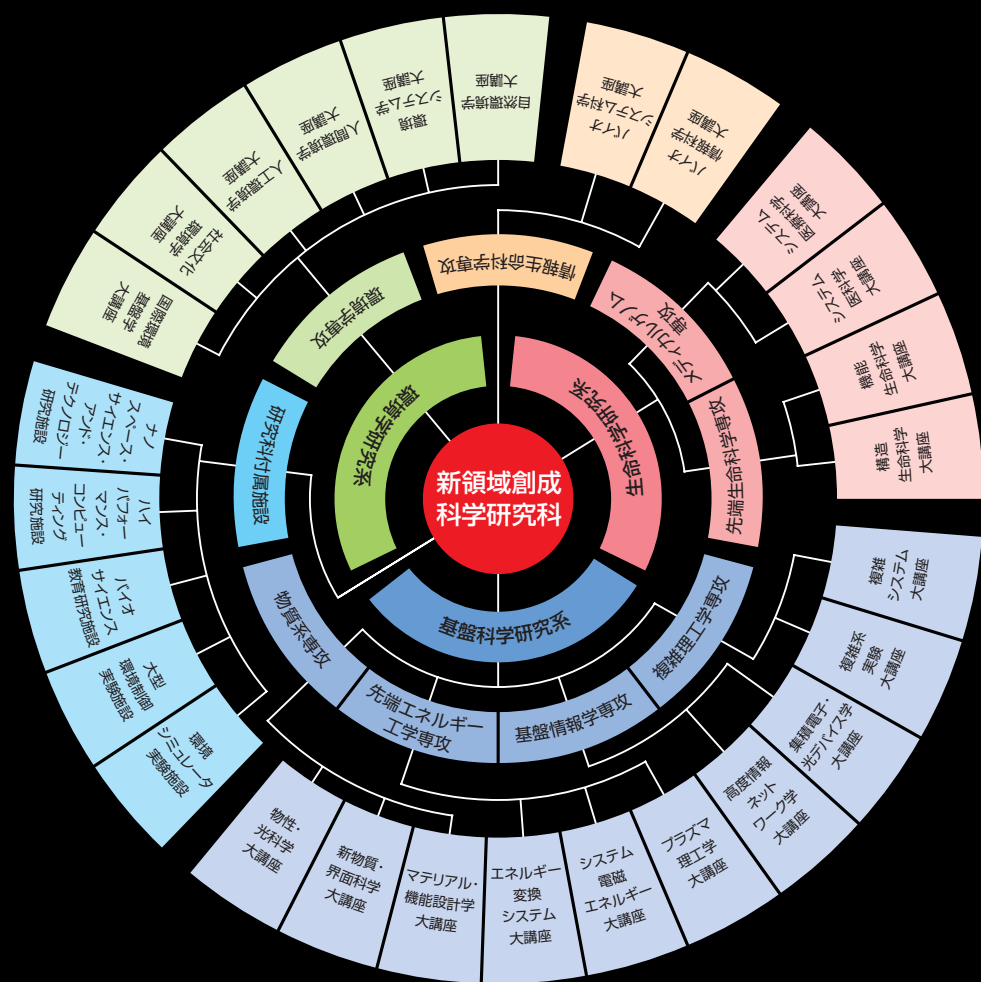 新領域創成
科学研究科
環境学研究系
生命科学研究系
基盤科学研究系
環境学専攻
情報生命科学専攻
メディカルゲノム
専攻
先端生命科学専攻
複雑理工学専攻
基盤情報学専攻
先端エネルギー
工学専攻
物質系専攻
研究科付属施設
自然環境学
大講座
環境
システム学
大講座
人間環境学
大講座
人工環境学
大講座
社会文化
環境学
大講座
国際環境
基盤学
大講座
バイオ
システム科学
大講座
バイオ
情報科学
大講座
システム
医療科学
大講座
システム
医科学
大講座
機能
生命科学
大講座
構造
生命科学
大講座
複雑
システム
大講座
複雑系
実験
大講座
集積電子・
光デバイス学
大講座
高度情報
ネット
ワーク学
大講座
プラズマ
理工学
大講座
システム
電磁
エネルギー
大講座
エネルギー
変換
システム
大講座
マテリアル・
機能設計学
大講座
新物質・
界面科学
大講座
物性・
光科学
大講座
環境
シミュレータ
実験施設
大型
環境制御
実験施設
バイオ
サイエンス
教育研究施設
ハイ
パフォー
マンス・
コンピュー
ティング
研究施設
ナノ
スペース・
サイエンス・
アンド・
テクノロジー
研究施設